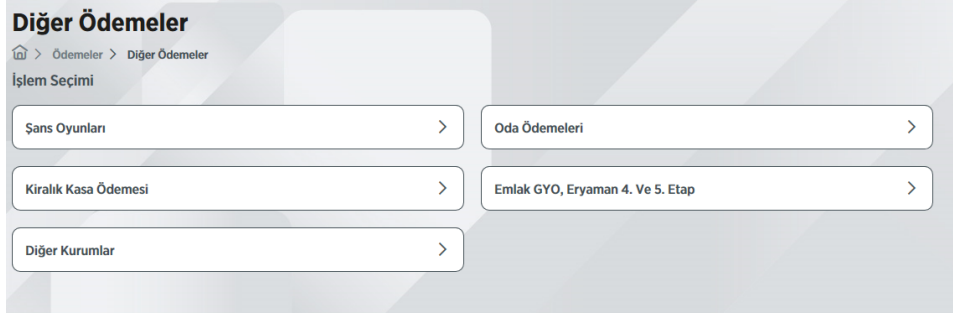 Diğer Ödemeler
Ödemeler > Diğer Ödemeler
İşlem Seçimi
Şans Oyunları
Oda Ödemeleri
Kiralık Kasa Ödemesi
Emlak GYO, Eryaman 4. Ve 5. Etap
Diğer Kurumlar